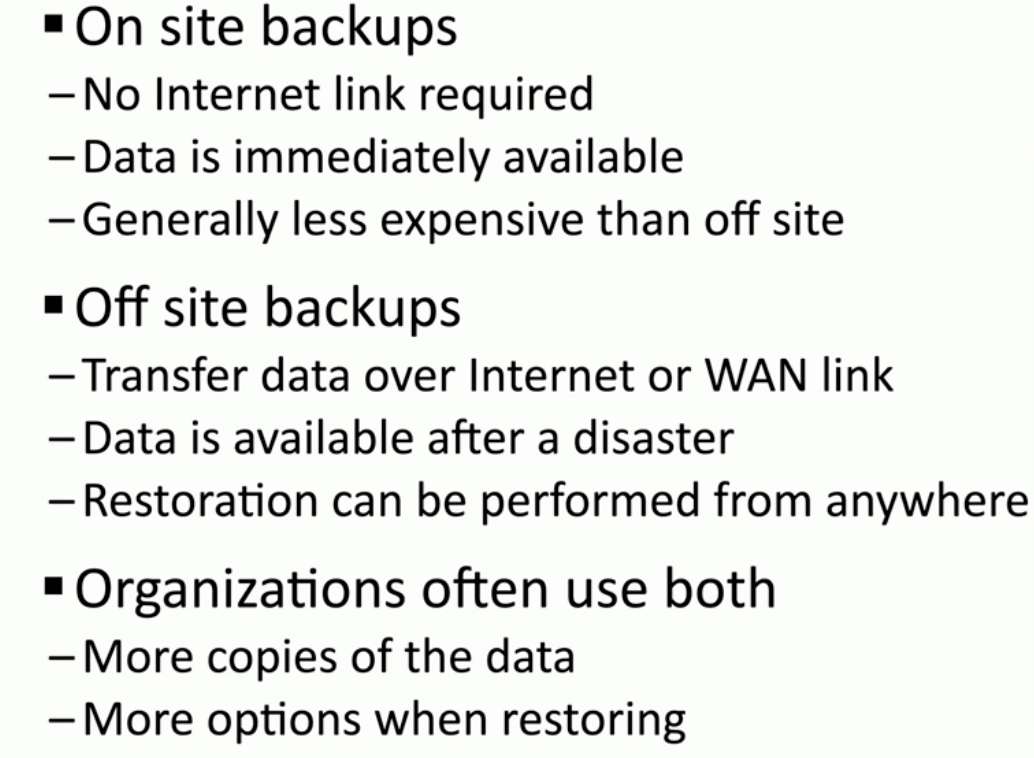 ▪ On site backups
– No Internet link required
– Data is immediately available
– Generally less expensive than off site
▪ Off site backups
– Transfer data over Internet or WAN link
– Data is available after a disaster
– Restoration can be performed from anywhere
▪ Organizations often use both
– More copies of the data
– More options when restoring